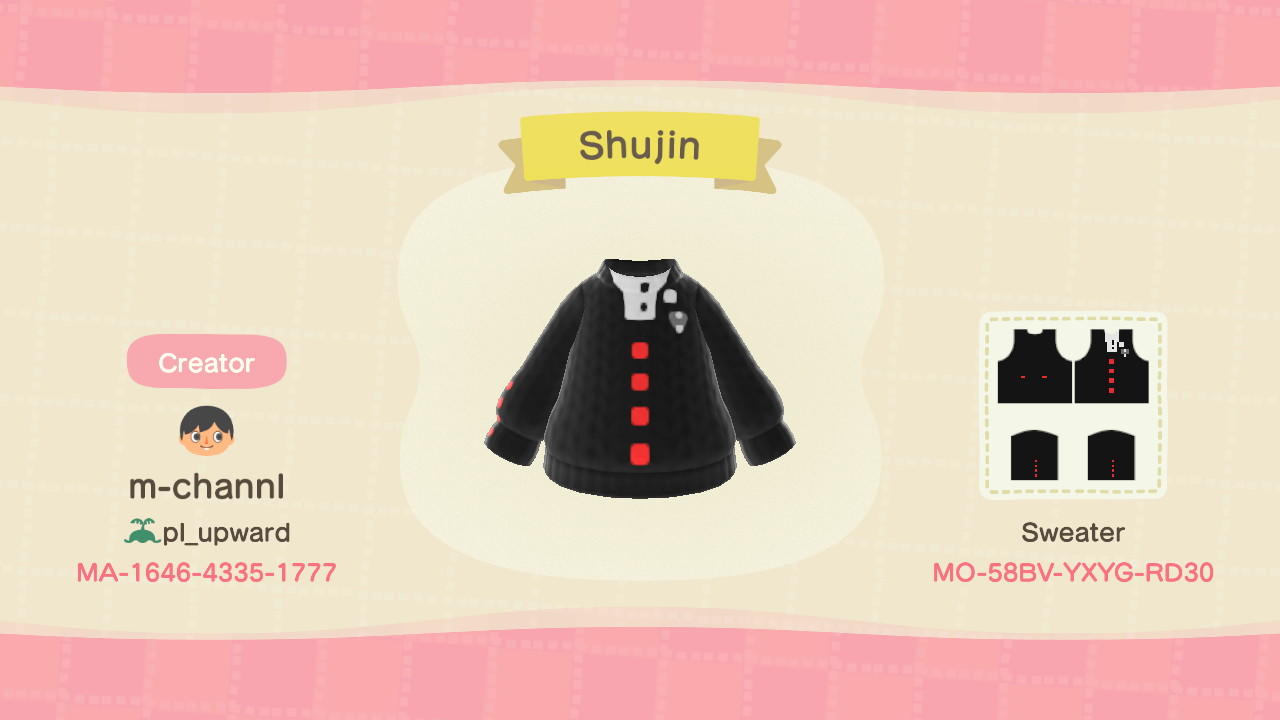 Shujin
Creator
m-channl
pl_upward
MA-1646-4335-1777
Sweater
MO-58BV-YXYG-RD30